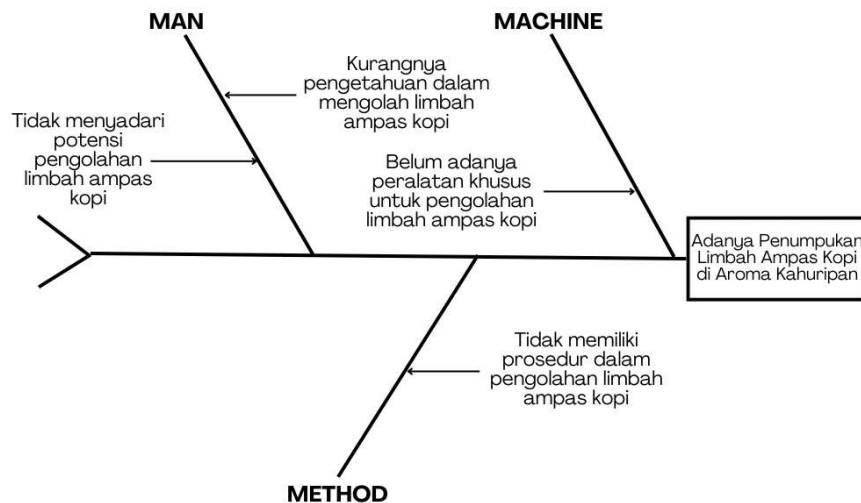 MAN
MACHINE
Kurangnya
pengetahuan dalam
mengolah limbah
ampas kopi
Tidak menyadari
potensi
pengolahan
limbah ampas
kopi
Belum adanya
peralatan khusus
untuk pengolahan
limbah ampas kopi
Adanya Penumpukan
Limbah Ampas Kopi
di Aroma Kahuripan
Tidak memiliki
prosedur dalam
pengolahan limbah
ampas kopi
METHOD